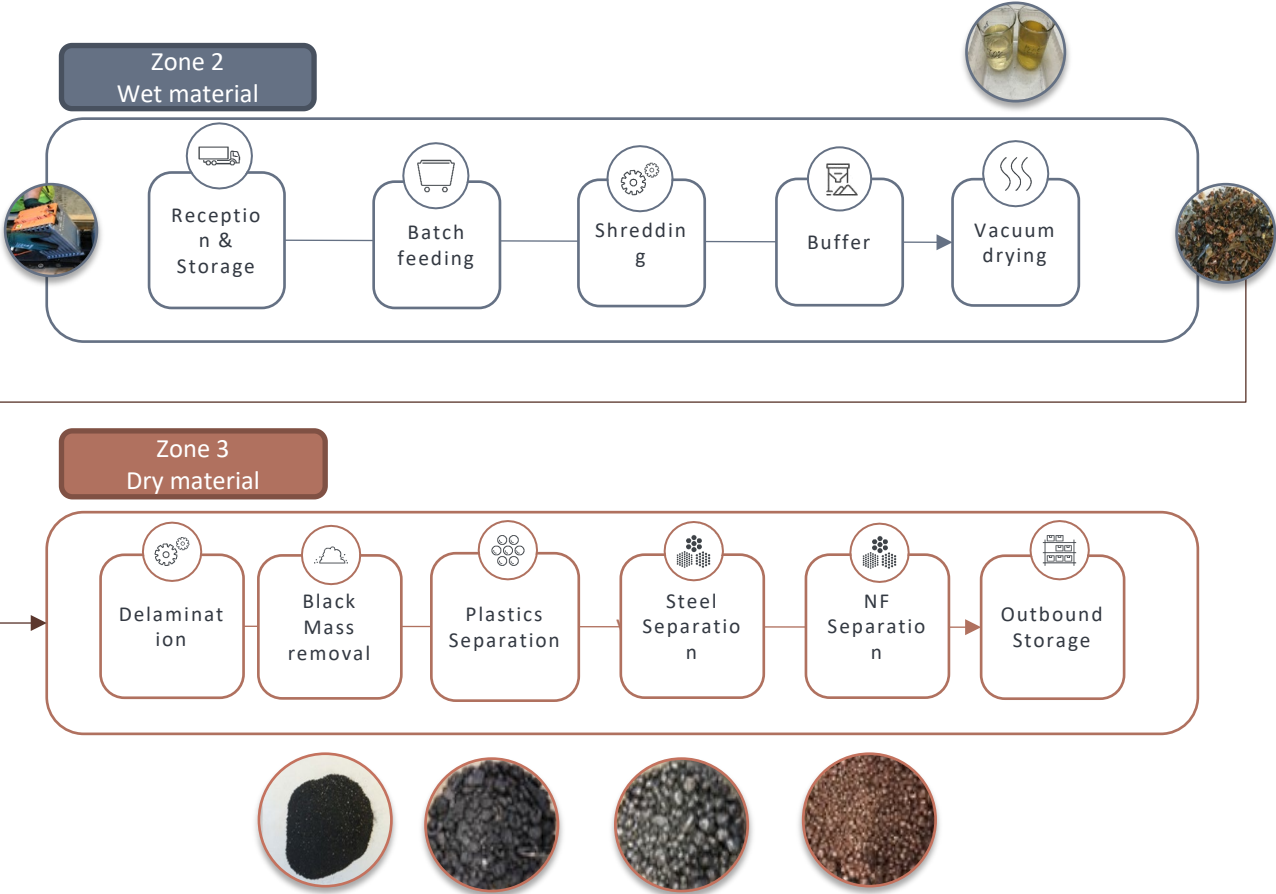 Zone 2
Wet material
Receptio
n &
Storage
Batch
feeding
Shreddin
g
Buffer
Vacuum
drying
Zone 3
Dry material
Delaminat
ion
Black
Mass
removal
Plastics
Separation
Steel
Separatio
n
NF
Separatio
n
Outbound
Storage